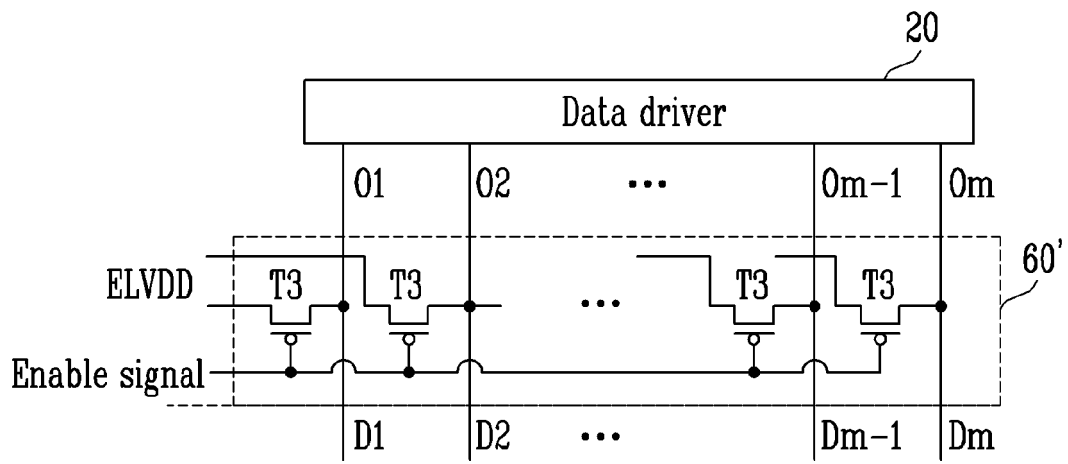 20
Data driver
O1 O2 ••• Om-1 Om
60'
ELVDD T3 T3 ••• T3 T3
Enable signal
D1 D2 ••• Dm-1 Dm